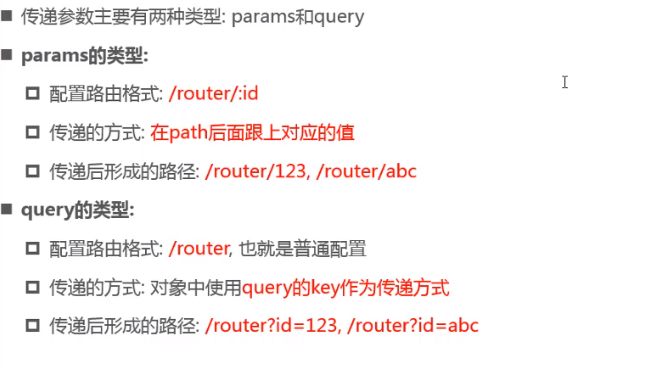 传递参数主要有两种类型: params和query
params的类型:
配置路由格式: /router/:id
传递的方式: 在path后面跟上对应的值
传递后形成的路径: /router/123, /router/abc
query的类型:
配置路由格式: /router, 也就是普通配置
传递的方式: 对象中使用query的key作为传递方式
传递后形成的路径: /router?id=123, /router?id=abc